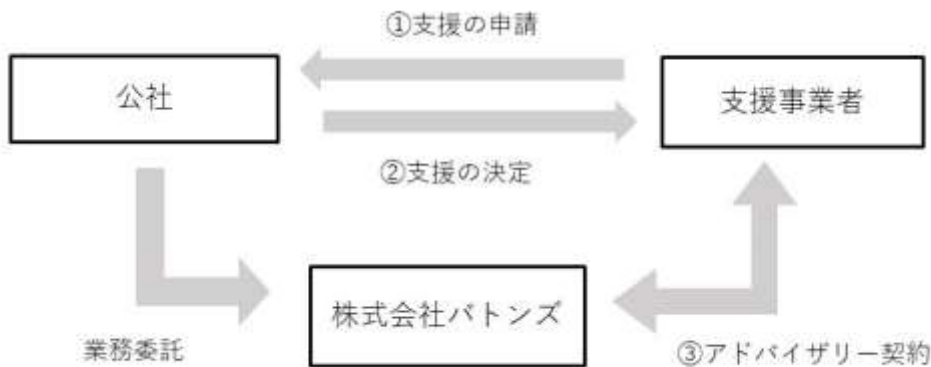 ①支援の申請
公社
支援事業者
②支援の決定
株式会社バトンズ
業務委託
③アドバイザリー契約